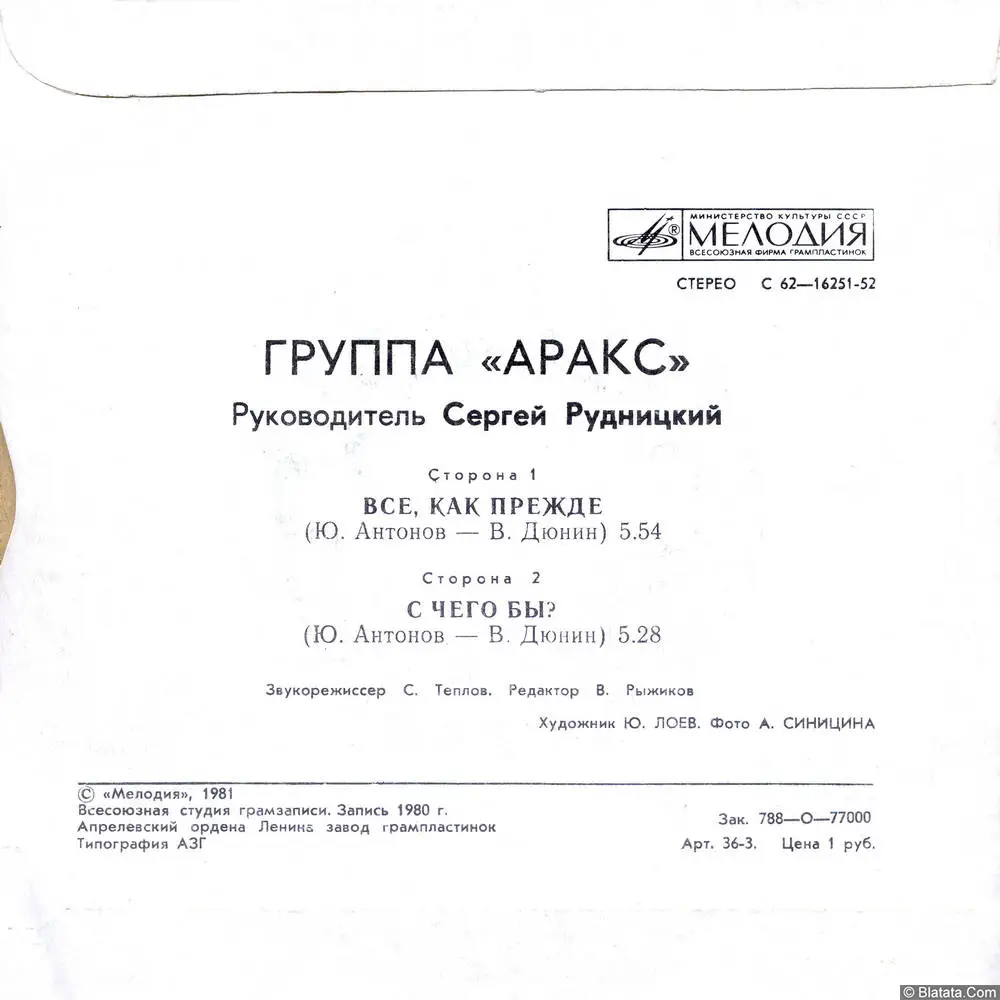 МИНИСТЕРСТВО КУЛЬТУРЫ СССР
® МЕЛОДИЯ
ВСЕСОЮЗНАЯ ФИРМА ГРАМПЛАСТИНОК
СТЕРЕО С 62—16251-52
ГРУППА «АРАКС»
Руководитель Сергей Рудницкий
Сторона 1
ВСЕ, КАК ПРЕЖДЕ
(Ю. Антонов — В. Дюнин) 5.54
Сторона 2
С ЧЕГО БЫ?
(Ю. Антонов — В. Дюнин) 5.28
Звукорежиссер С. Теплов. Редактор В. Рыжиков
Художник Ю. ЛОЕВ. Фото А. СИНИЦИНА
© «Мелодия», 1981
Всесоюзная студия грамзаписи. Запись 1980 г.
Апрелевский ордена Ленина завод грампластинок
Типография АЗГ
Зак. 788—О—77000
Арт. 36-3. Цена 1 руб.
© Blatata.Com